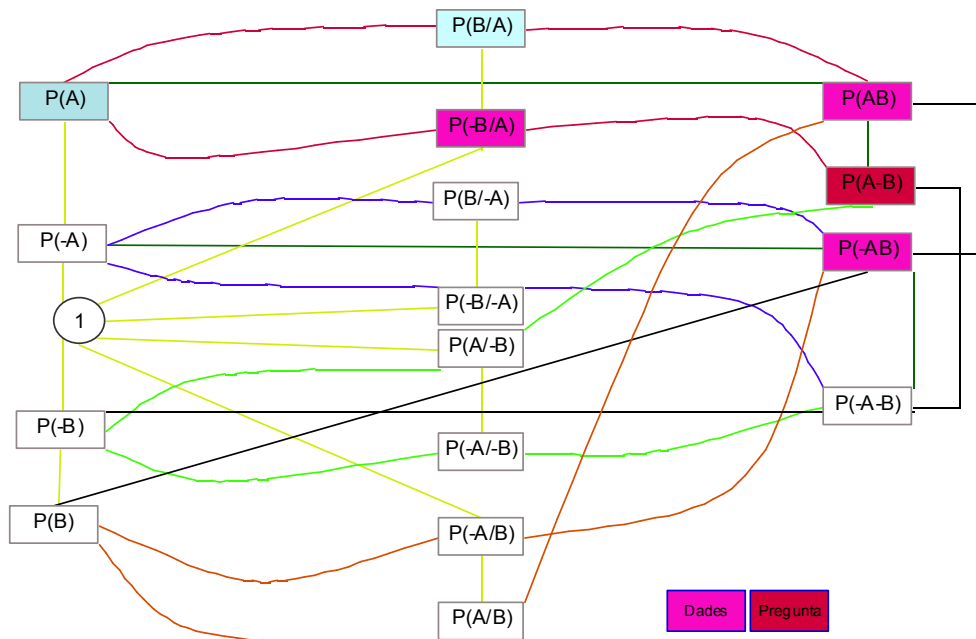 P(B/A)
P(A)
P(AB)
P(-B/A)
P(A-B)
P(B/-A)
P(-A)
P(-AB)
P(-B/-A)
1
P(A/-B)
P(-A-B)
P(-B)
P(-A/-B)
P(B)
P(-A/B)
P(A/B)
Dades
Pregunta